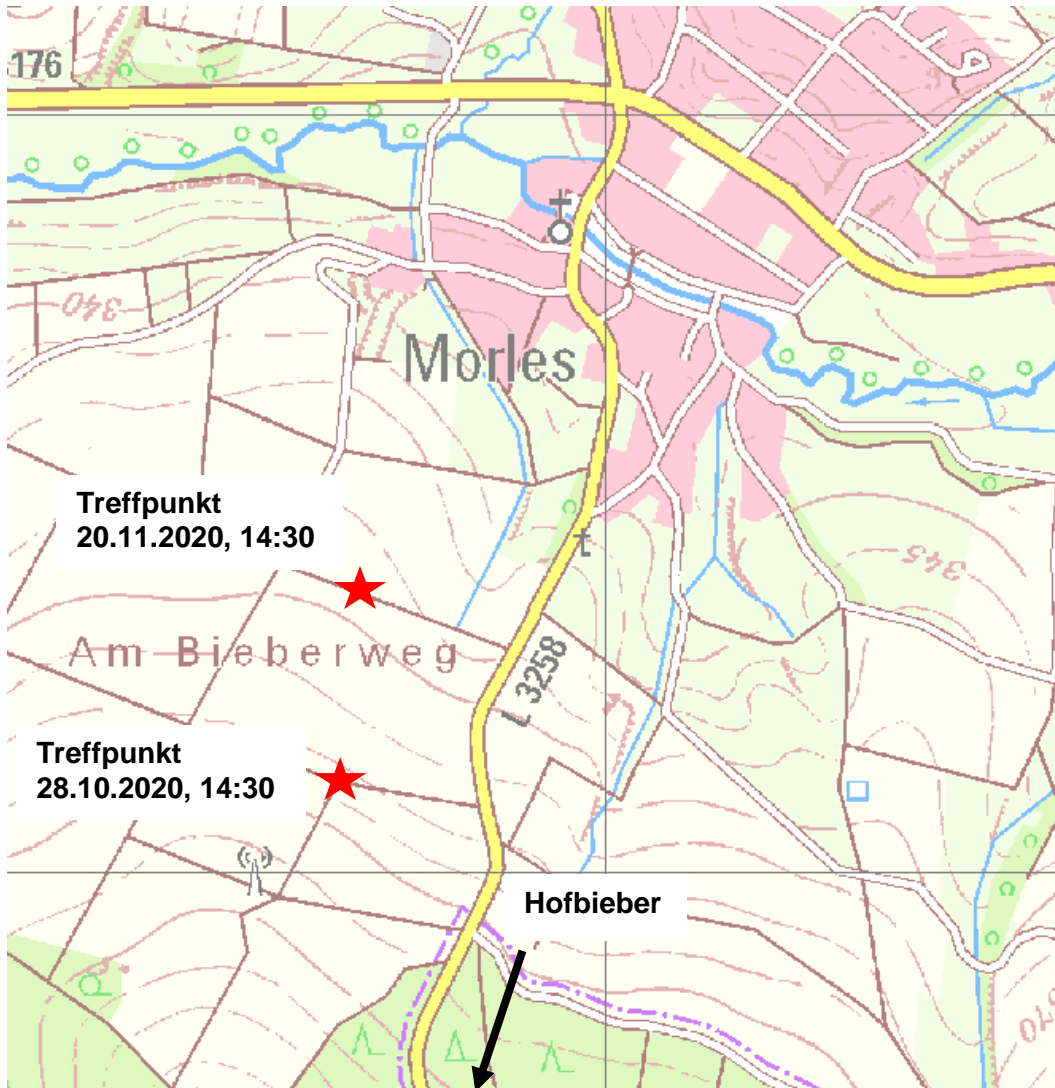 176
340
Morles
Treffpunkt
20.11.2020, 14:30
345
Am Bieberweg
L 3258
Treffpunkt
28.10.2020, 14:30
Hofbieber